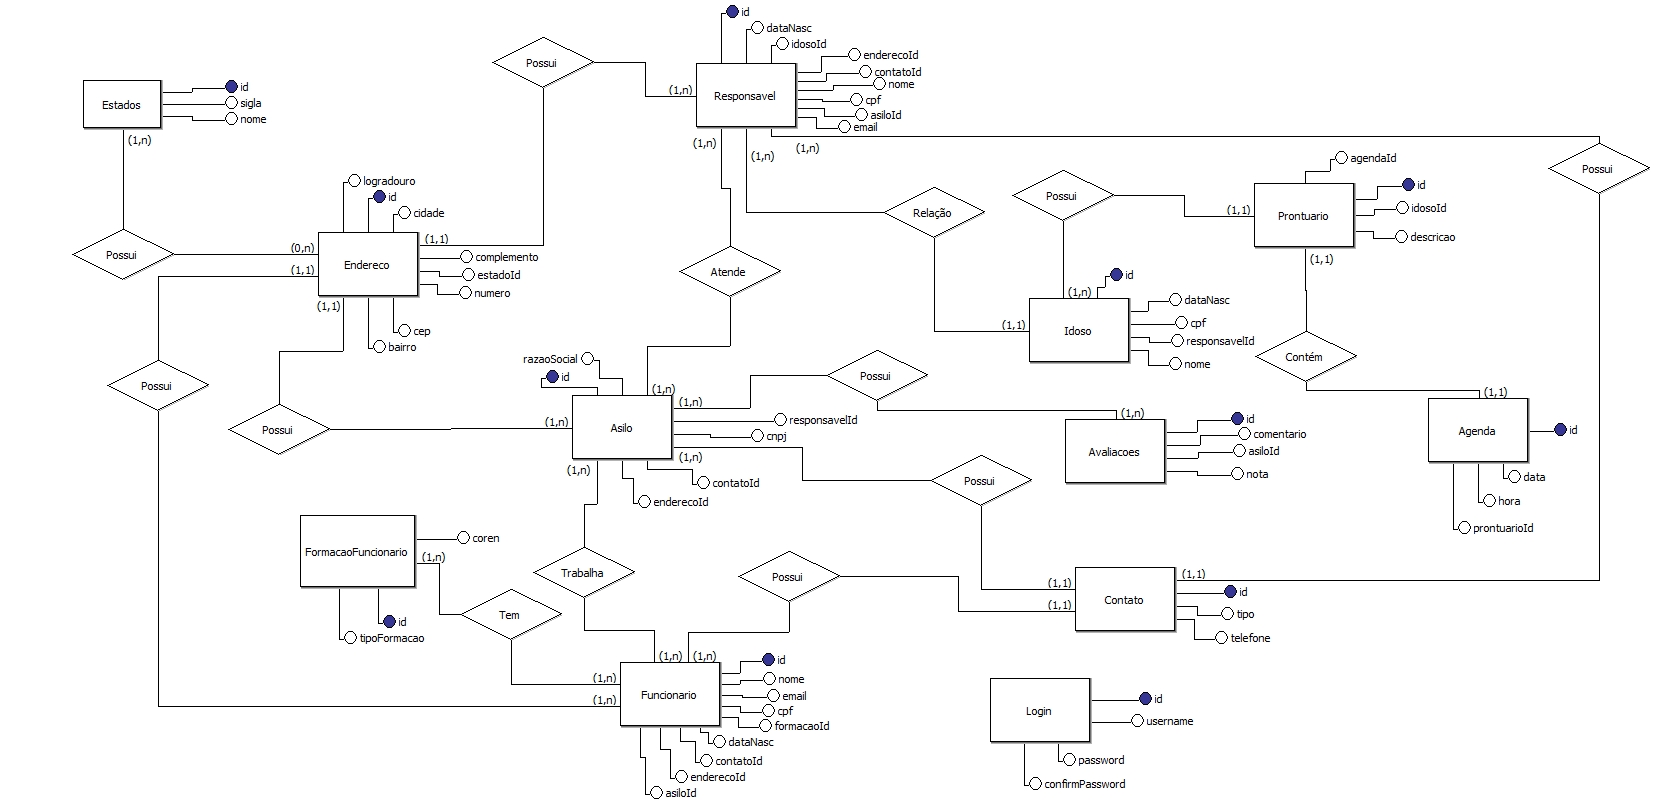 id
dataNasc
idosoId
enderecoId
contatoId
nome
cpf
asiloId
email
Responsavel
(1,n)
(1,n)
(1,n)
(1,n)
Possui
Estados
id
sigla
nome
(1,n)
Possui
logradouro
id
cidade
Endereco
(0,n)
(1,1)
(1,1)
(1,1)
complemento
estadoId
numero
cep
bairro
Possui
Possui
Atende
Relação
Possui
Possui
agendaId
Prontuario
id
idosoId
descricao
(1,1)
(1,1)
id
(1,n)
(1,1)
Idoso
dataNasc
cpf
responsavelId
nome
Contém
(1,1)
Agenda
id
data
hora
prontuarioId
razaoSocial
id
Asilo
(1,n)
(1,n)
(1,n)
(1,n)
(1,n)
responsavelId
cnpj
contatoId
enderecoId
Possui
(1,n)
Avaliacoes
id
comentario
asiloId
nota
Possui
FormacaoFuncionario
coren
(1,n)
id
tipoFormacao
Tem
Trabalha
Possui
(1,1)
(1,1)
(1,1)
Contato
id
tipo
telefone
(1,n)
(1,n)
(1,n)
(1,n)
Funcionario
id
nome
email
cpf
formacaoId
dataNasc
contatoId
enderecoId
asiloId
Login
id
username
password
confirmPassword